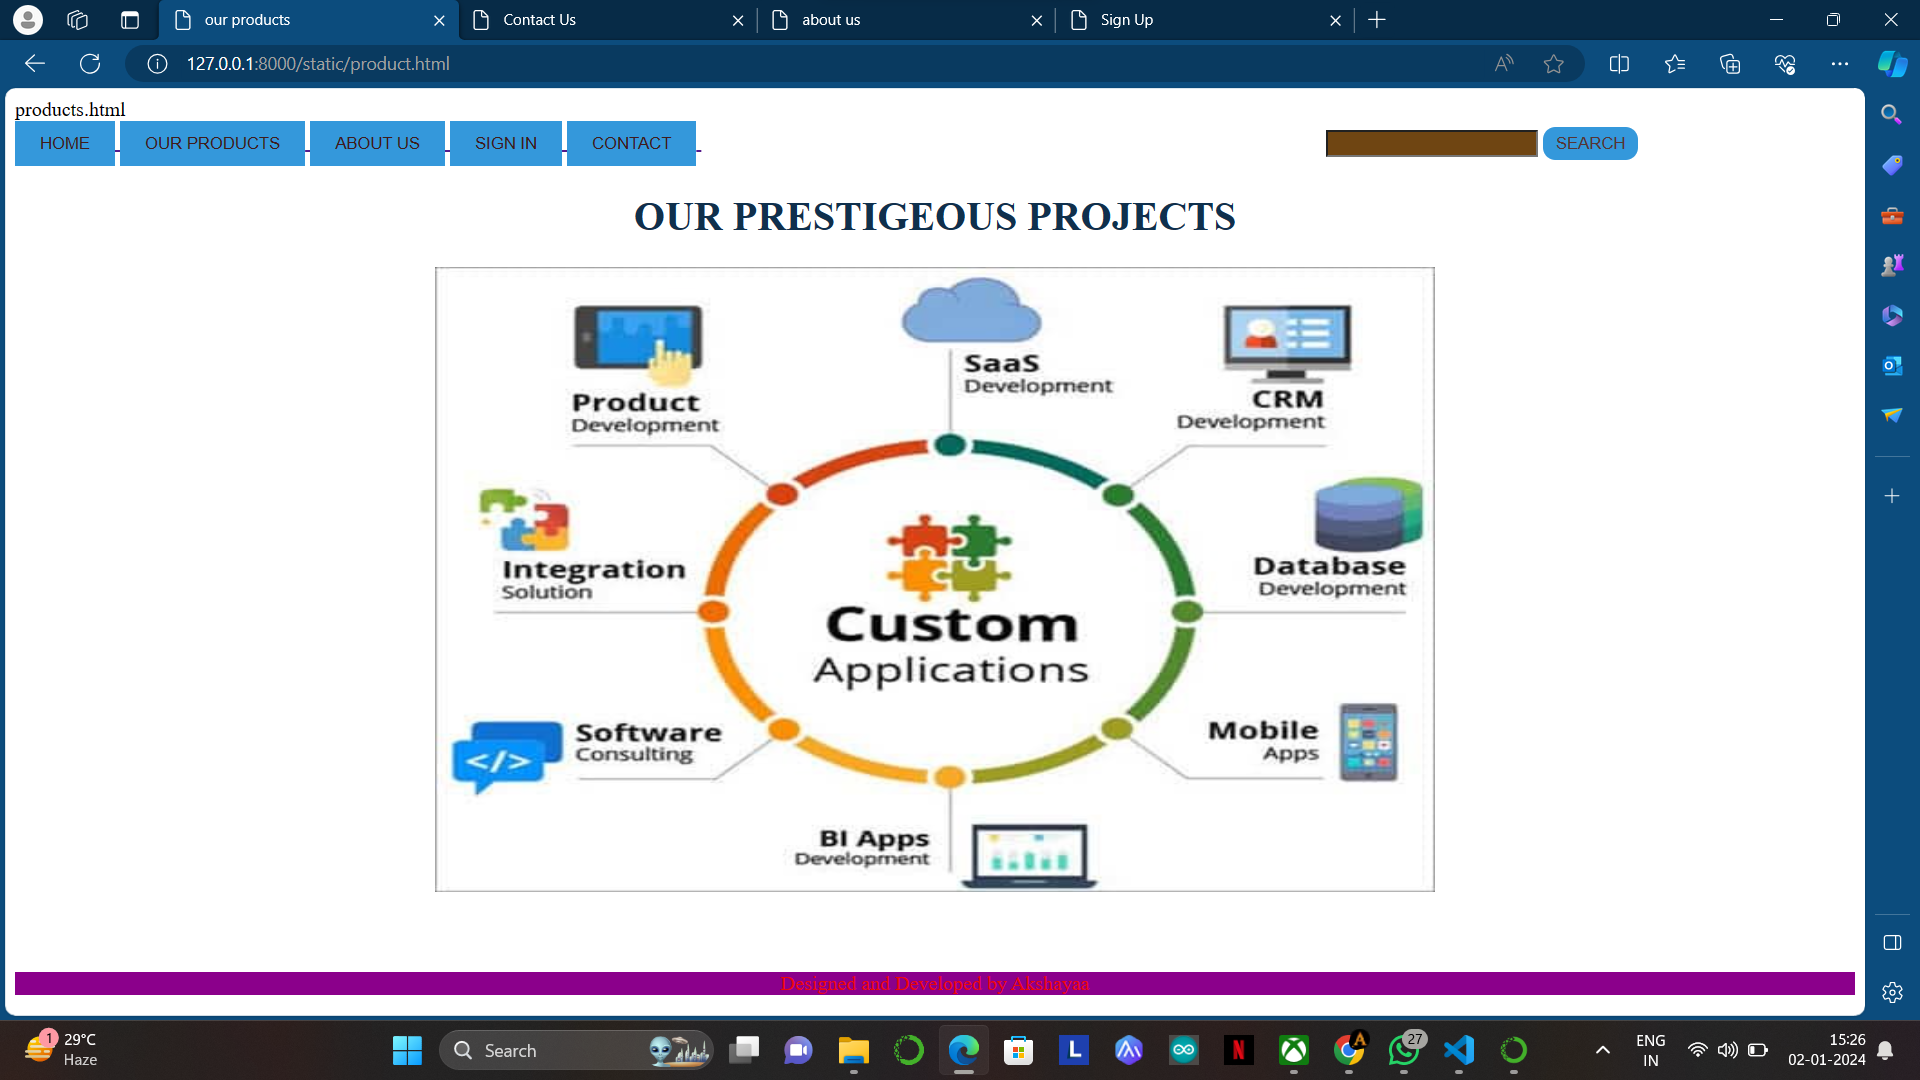 our products
Contact Us
about us
Sign Up
127.0.0.1:8000/static/product.html
products.html
HOME
OUR PRODUCTS
ABOUT US
SIGN IN
CONTACT
SEARCH
OUR PRESTIGEOUS PROJECTS
SaaS
Development
Product
Development
CRM
Development
Integration
Solution
Database
Development
Custom
Applications
Software
Consulting
Mobile
Apps
BI Apps
Development
</>
Designed and Developed by Akshayaa
1
29°C
Haze
Search
L
N
A
27
ENG
IN
15:26
02-01-2024